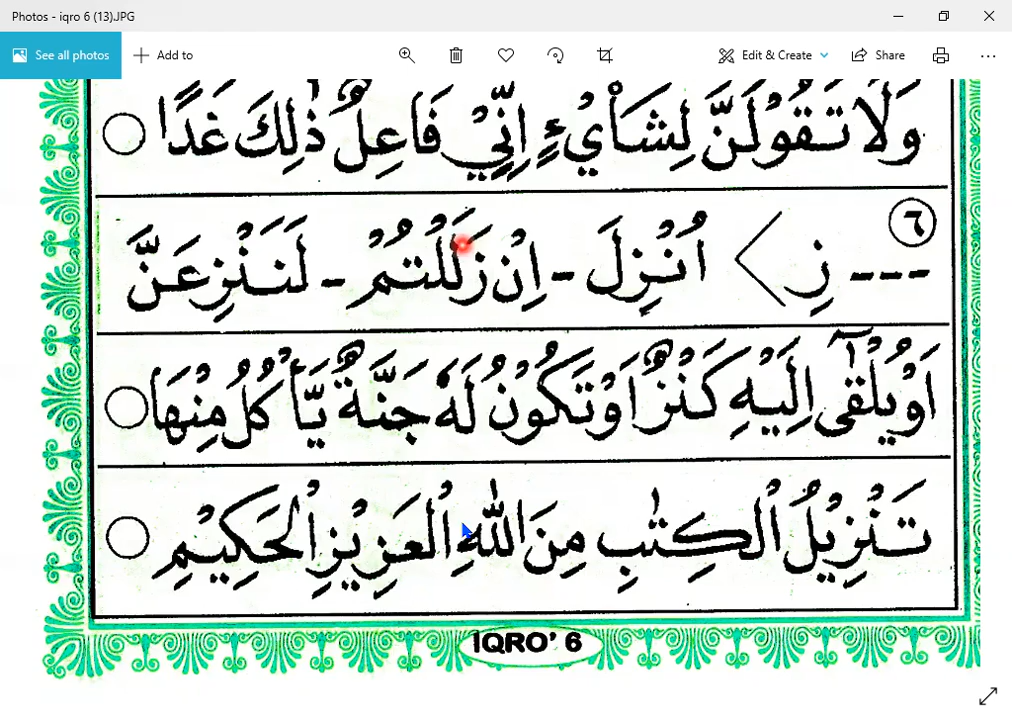 Photos - iqro 6 (13).JPG
See all photos Add to Edit & Create Share
وَلَا تَقُوْلَنَّ لِشَا۟يْءٍ اِنِّيْ فَاعِلٌ ذٰلِكَ غَدًا
٦ --- نِ > اُنْزِلَ - اِنْ زَلَلْتُمْ - لَنَنْزِعَنَّ
اَوْ يُلْقٰٓى اِلَيْهِ كَنْزٌ اَوْ تَكُوْنُ لَهٗ جَنَّةٌ يَّأْكُلُ مِنْهَا
تَنْزِيْلُ الْكِتٰبِ مِنَ اللّٰهِ الْعَزِيْزِ الْحَكِيْمِ
IQRO' 6